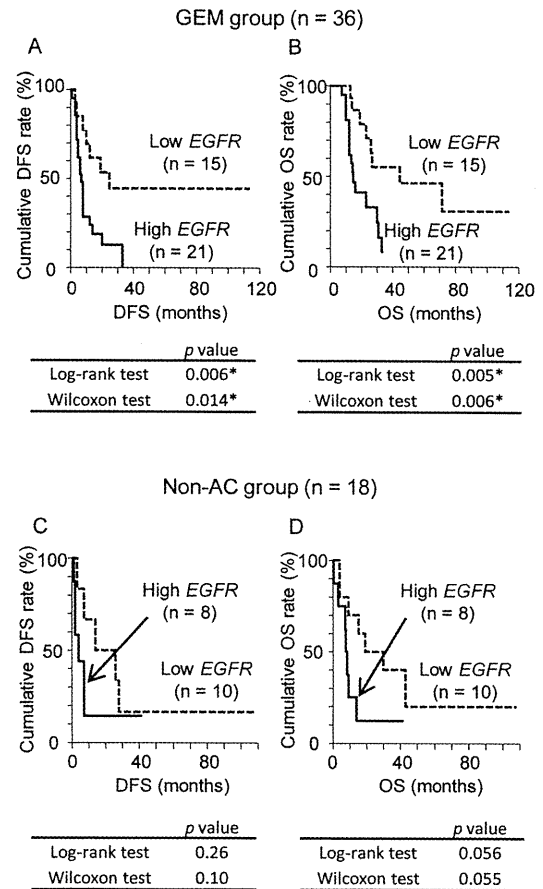 GEM group (n = 36)
A
Cumulative DFS rate (%)
100
50
0
Low EGFR
(n = 15)
High EGFR
(n = 21)
0 40 80 120
DFS (months)
p value
Log-rank test 0.006*
Wilcoxon test 0.014*
B
Cumulative OS rate (%)
100
50
0
Low EGFR
(n = 15)
High EGFR
(n = 21)
0 40 80 120
OS (months)
p value
Log-rank test 0.005*
Wilcoxon test 0.006*
Non-AC group (n = 18)
C
Cumulative DFS rate (%)
100
50
High EGFR
(n = 8)
Low EGFR
(n = 10)
0 40 80
DFS (months)
p value
Log-rank test 0.26
Wilcoxon test 0.10
D
Cumulative OS rate (%)
100
50
High EGFR
(n = 8)
Low EGFR
(n = 10)
0 40 80
OS (months)
p value
Log-rank test 0.056
Wilcoxon test 0.055